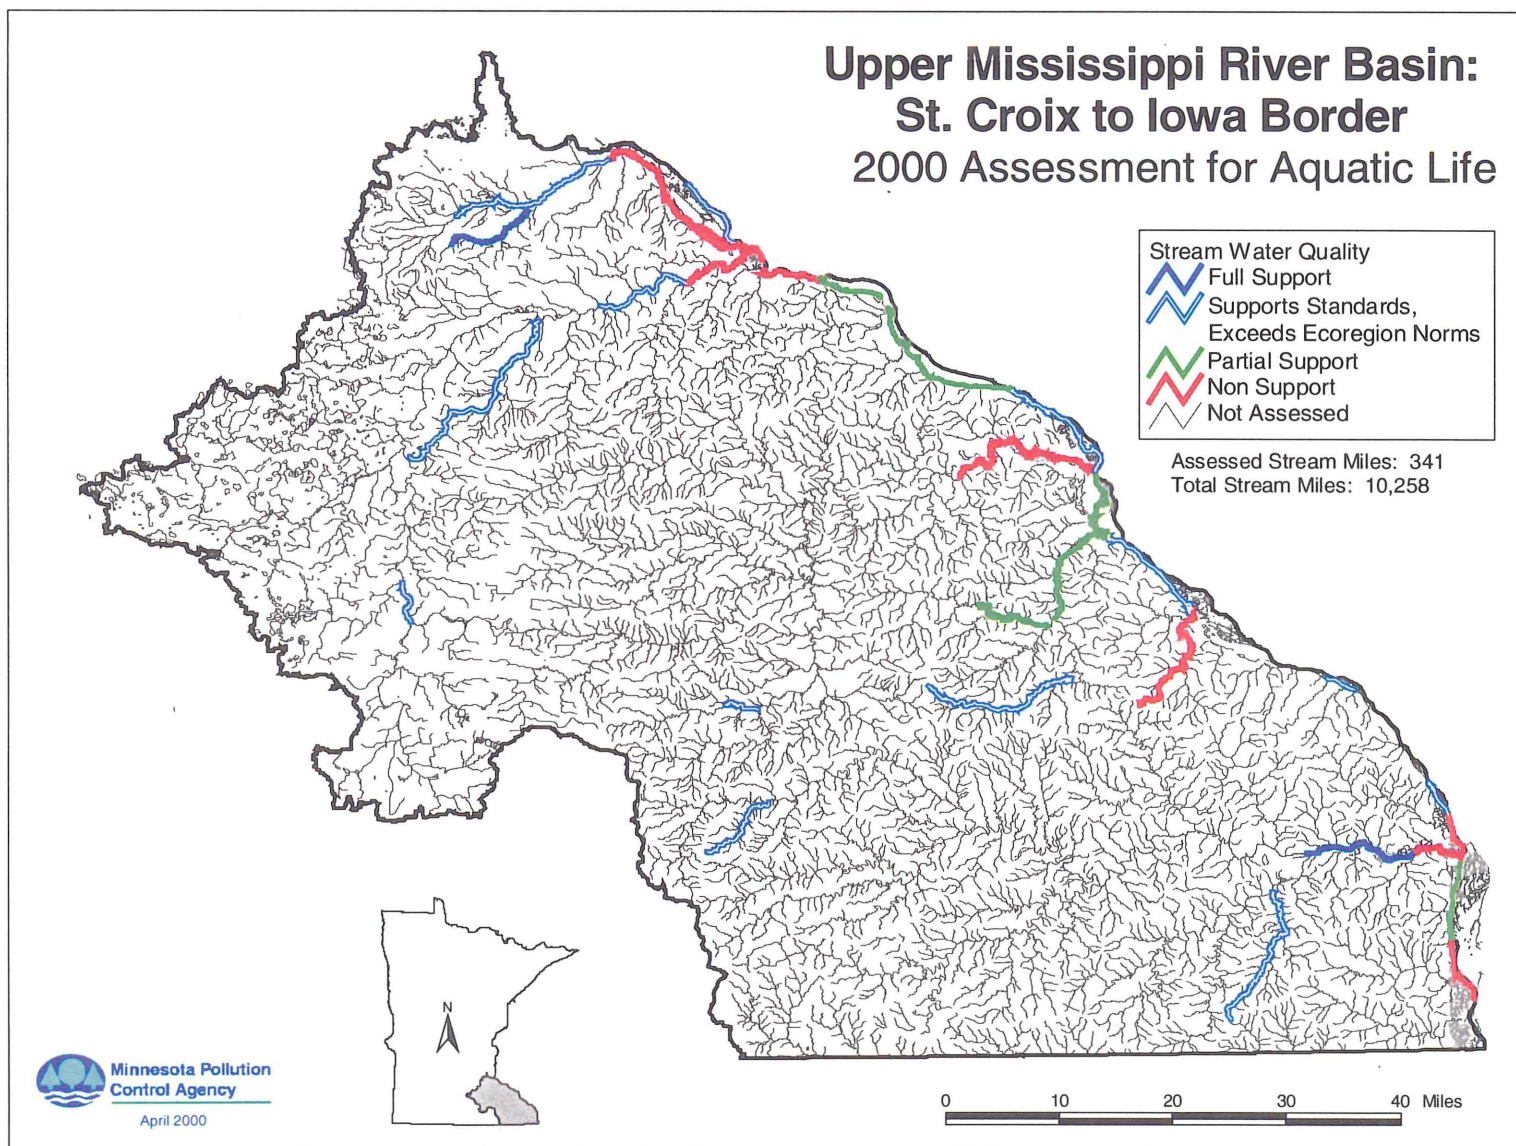 Upper Mississippi River Basin:
St. Croix to Iowa Border
2000 Assessment for Aquatic Life
Stream Water Quality
Full Support
Supports Standards,
Exceeds Ecoregion Norms
Partial Support
Non Support
Not Assessed
Assessed Stream Miles: 341
Total Stream Miles: 10,258
N
Minnesota Pollution
Control Agency
April 2000
0 10 20 30 40 Miles